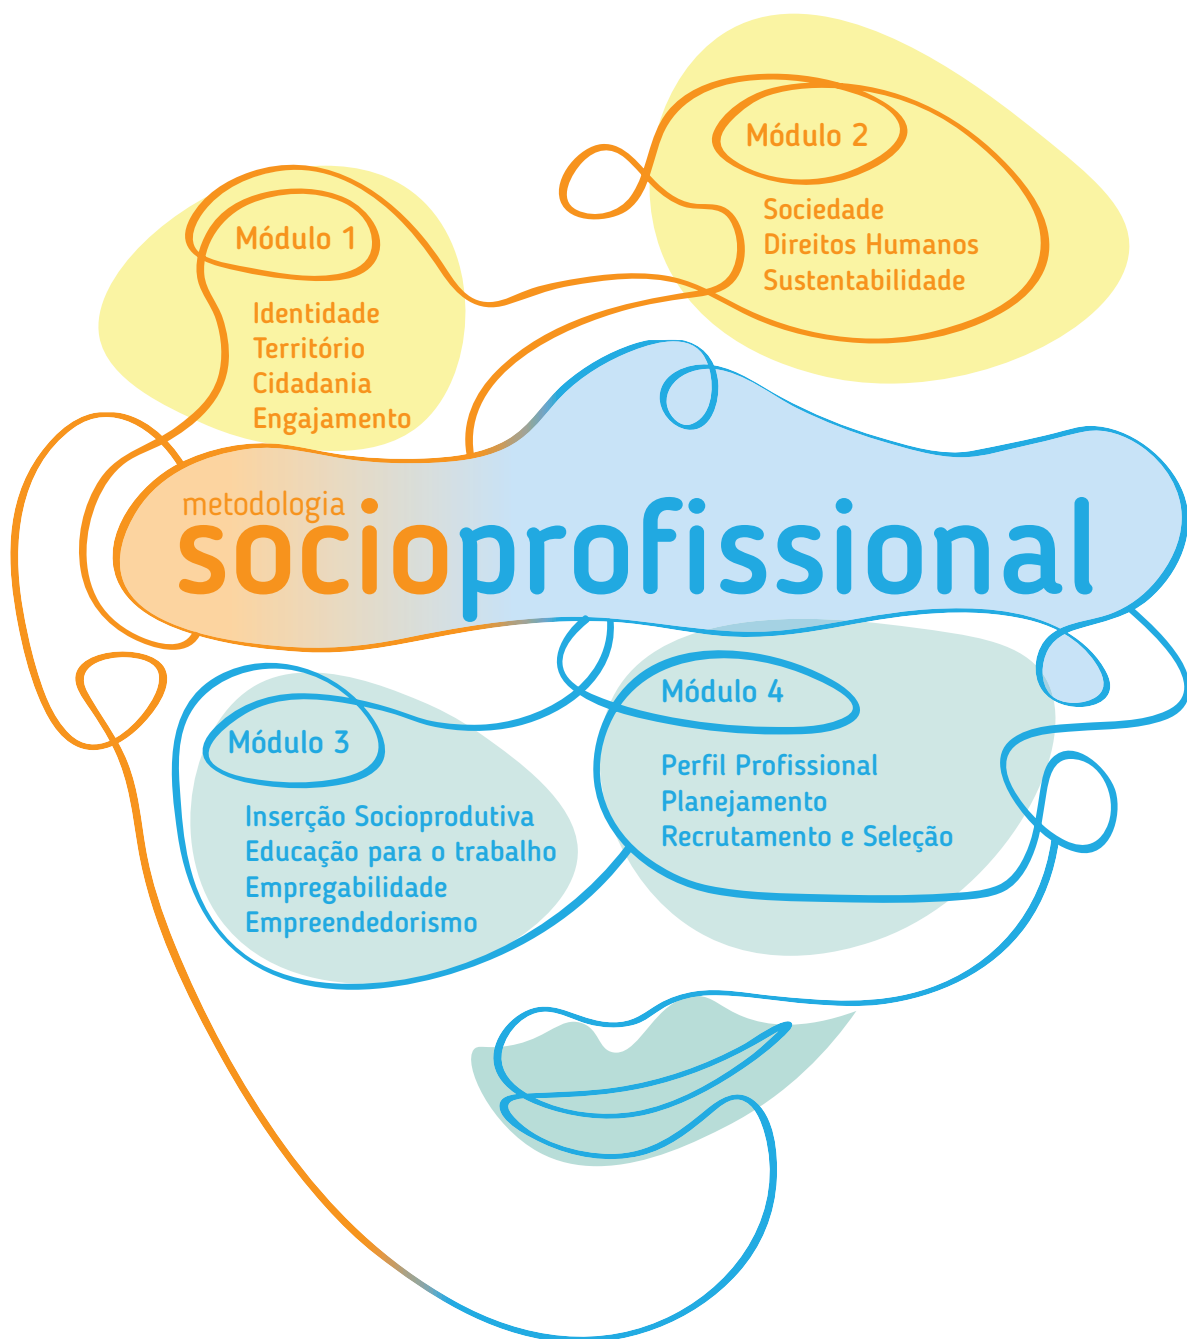 Módulo 1
Identidade
Território
Cidadania
Engajamento
Módulo 2
Sociedade
Direitos Humanos
Sustentabilidade
metodologia
socioprofissional
Módulo 3
Inserção Socioprodutiva
Educação para o trabalho
Empregabilidade
Empreendedorismo
Módulo 4
Perfil Profissional
Planejamento
Recrutamento e Seleção